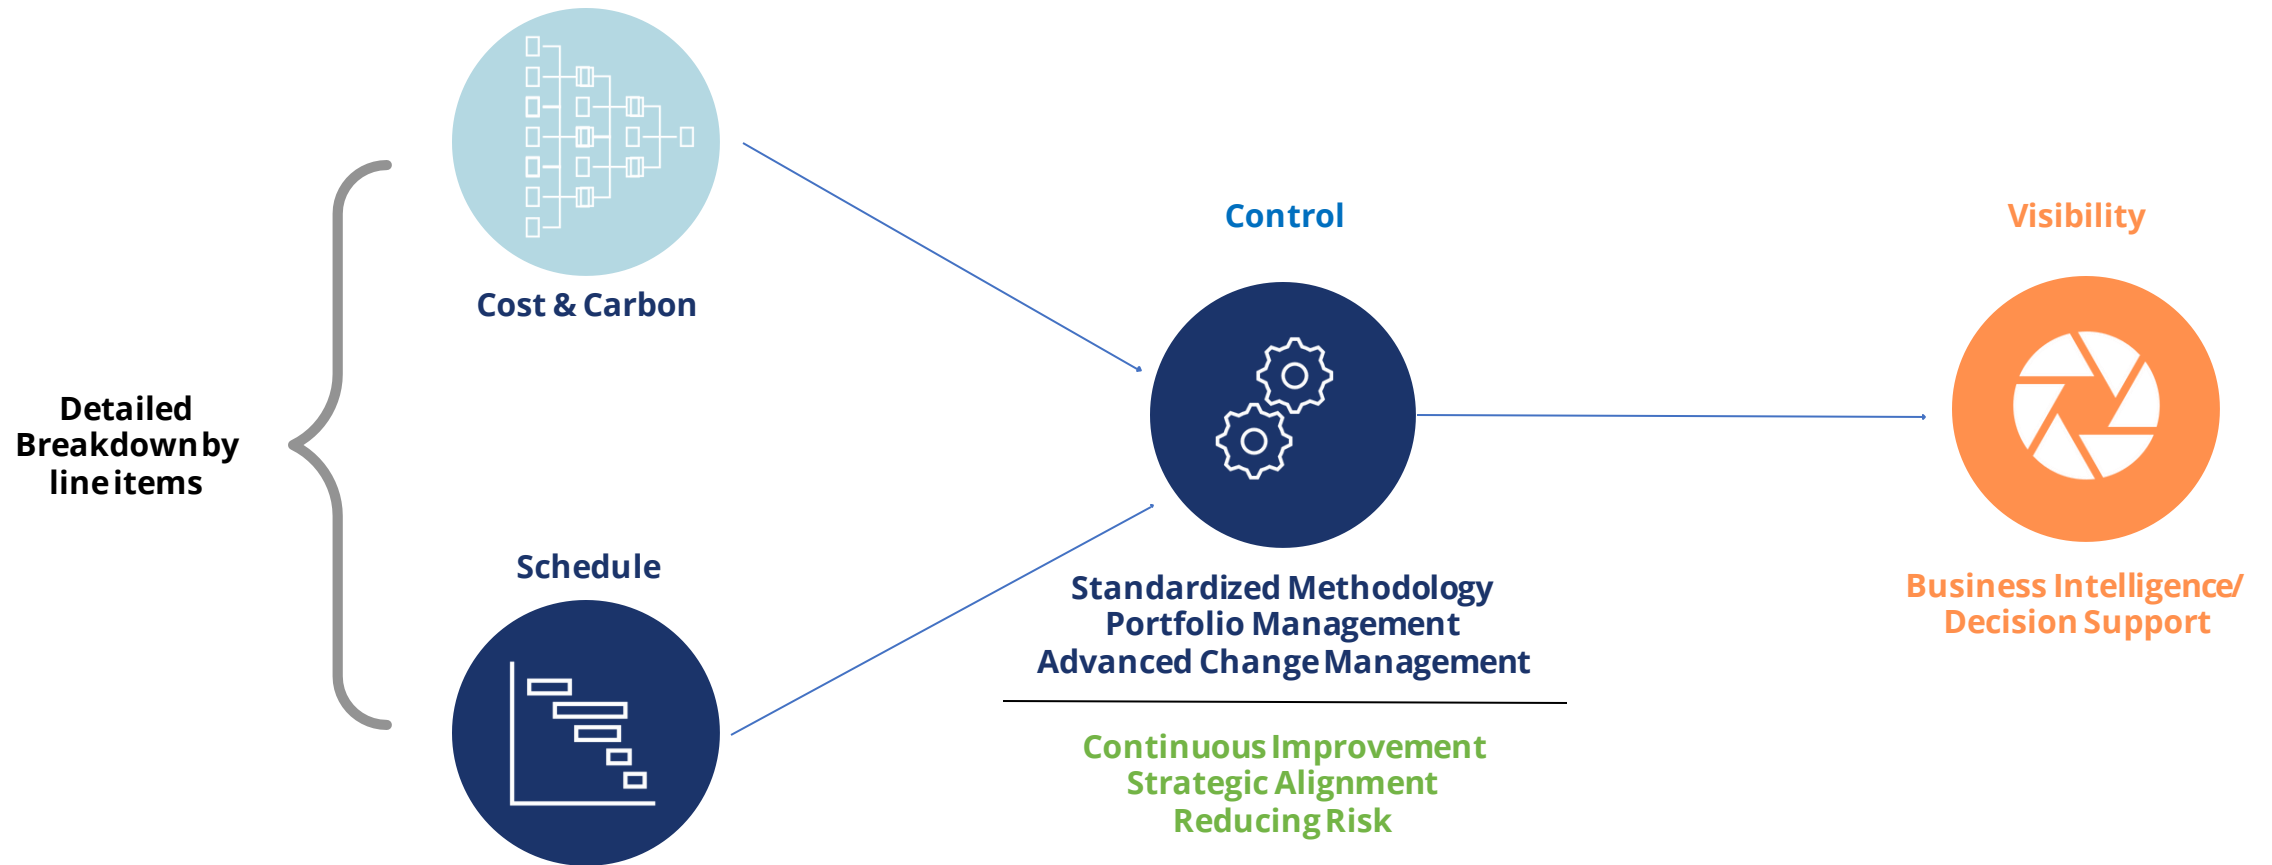 Cost & Carbon
Detailed
Breakdown by
line items
Schedule
Control
Standardized Methodology
Portfolio Management
Advanced Change Management
Continuous Improvement
Strategic Alignment
Reducing Risk
Visibility
Business Intelligence/
Decision Support